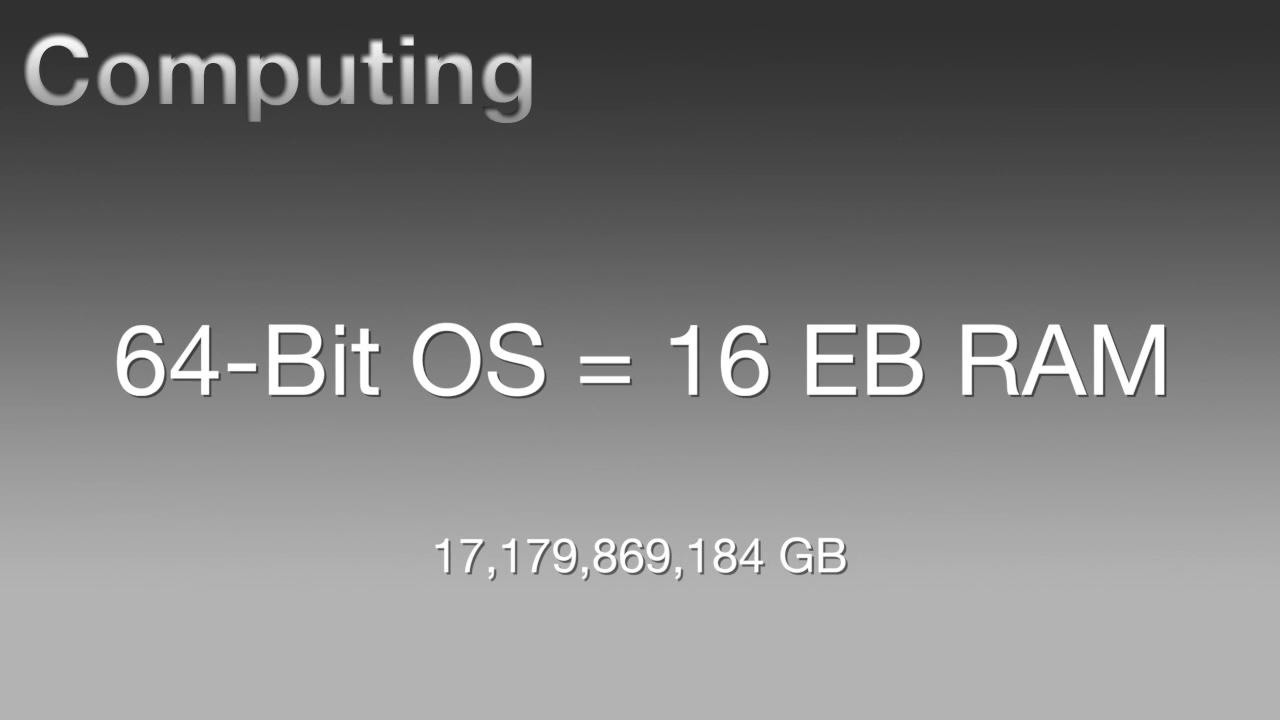 Computing
64-Bit OS = 16 EB RAM
17,179,869,184 GB